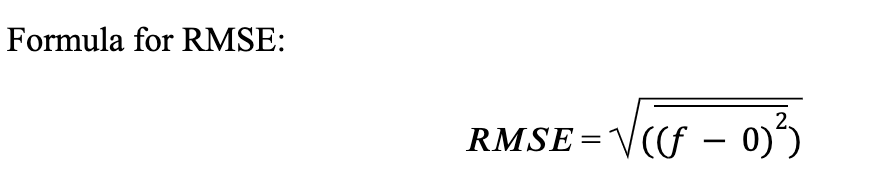 Formula for RMSE:
RMSE = √((f − 0)²)